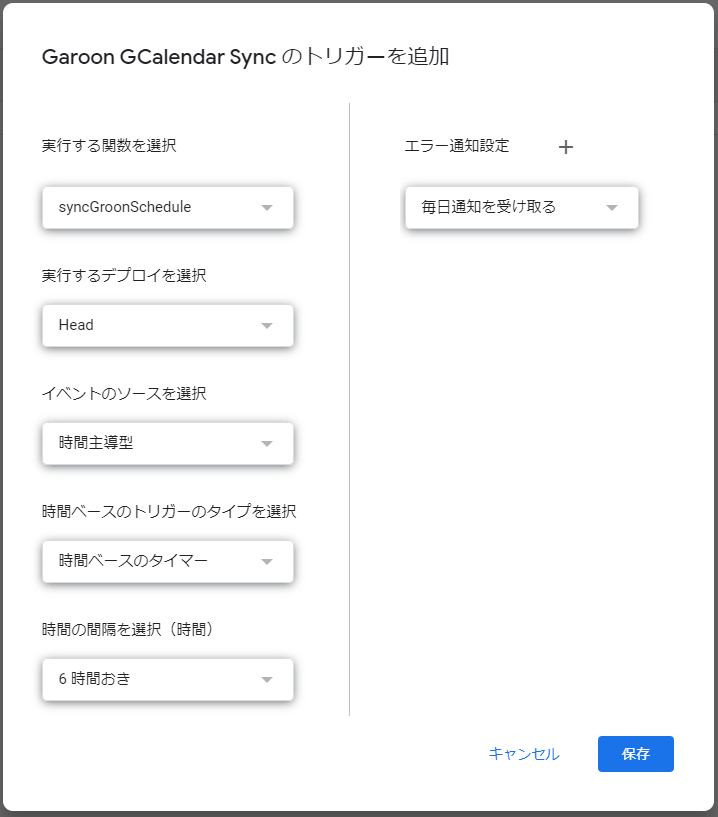 Garoon GCalendar Sync のトリガーを追加
実行する関数を選択
syncGroonSchedule
実行するデプロイを選択
Head
イベントのソースを選択
時間主導型
時間ベースのトリガーのタイプを選択
時間ベースのタイマー
時間の間隔を選択（時間）
6 時間おき
エラー通知設定
毎日通知を受け取る
キャンセル
保存